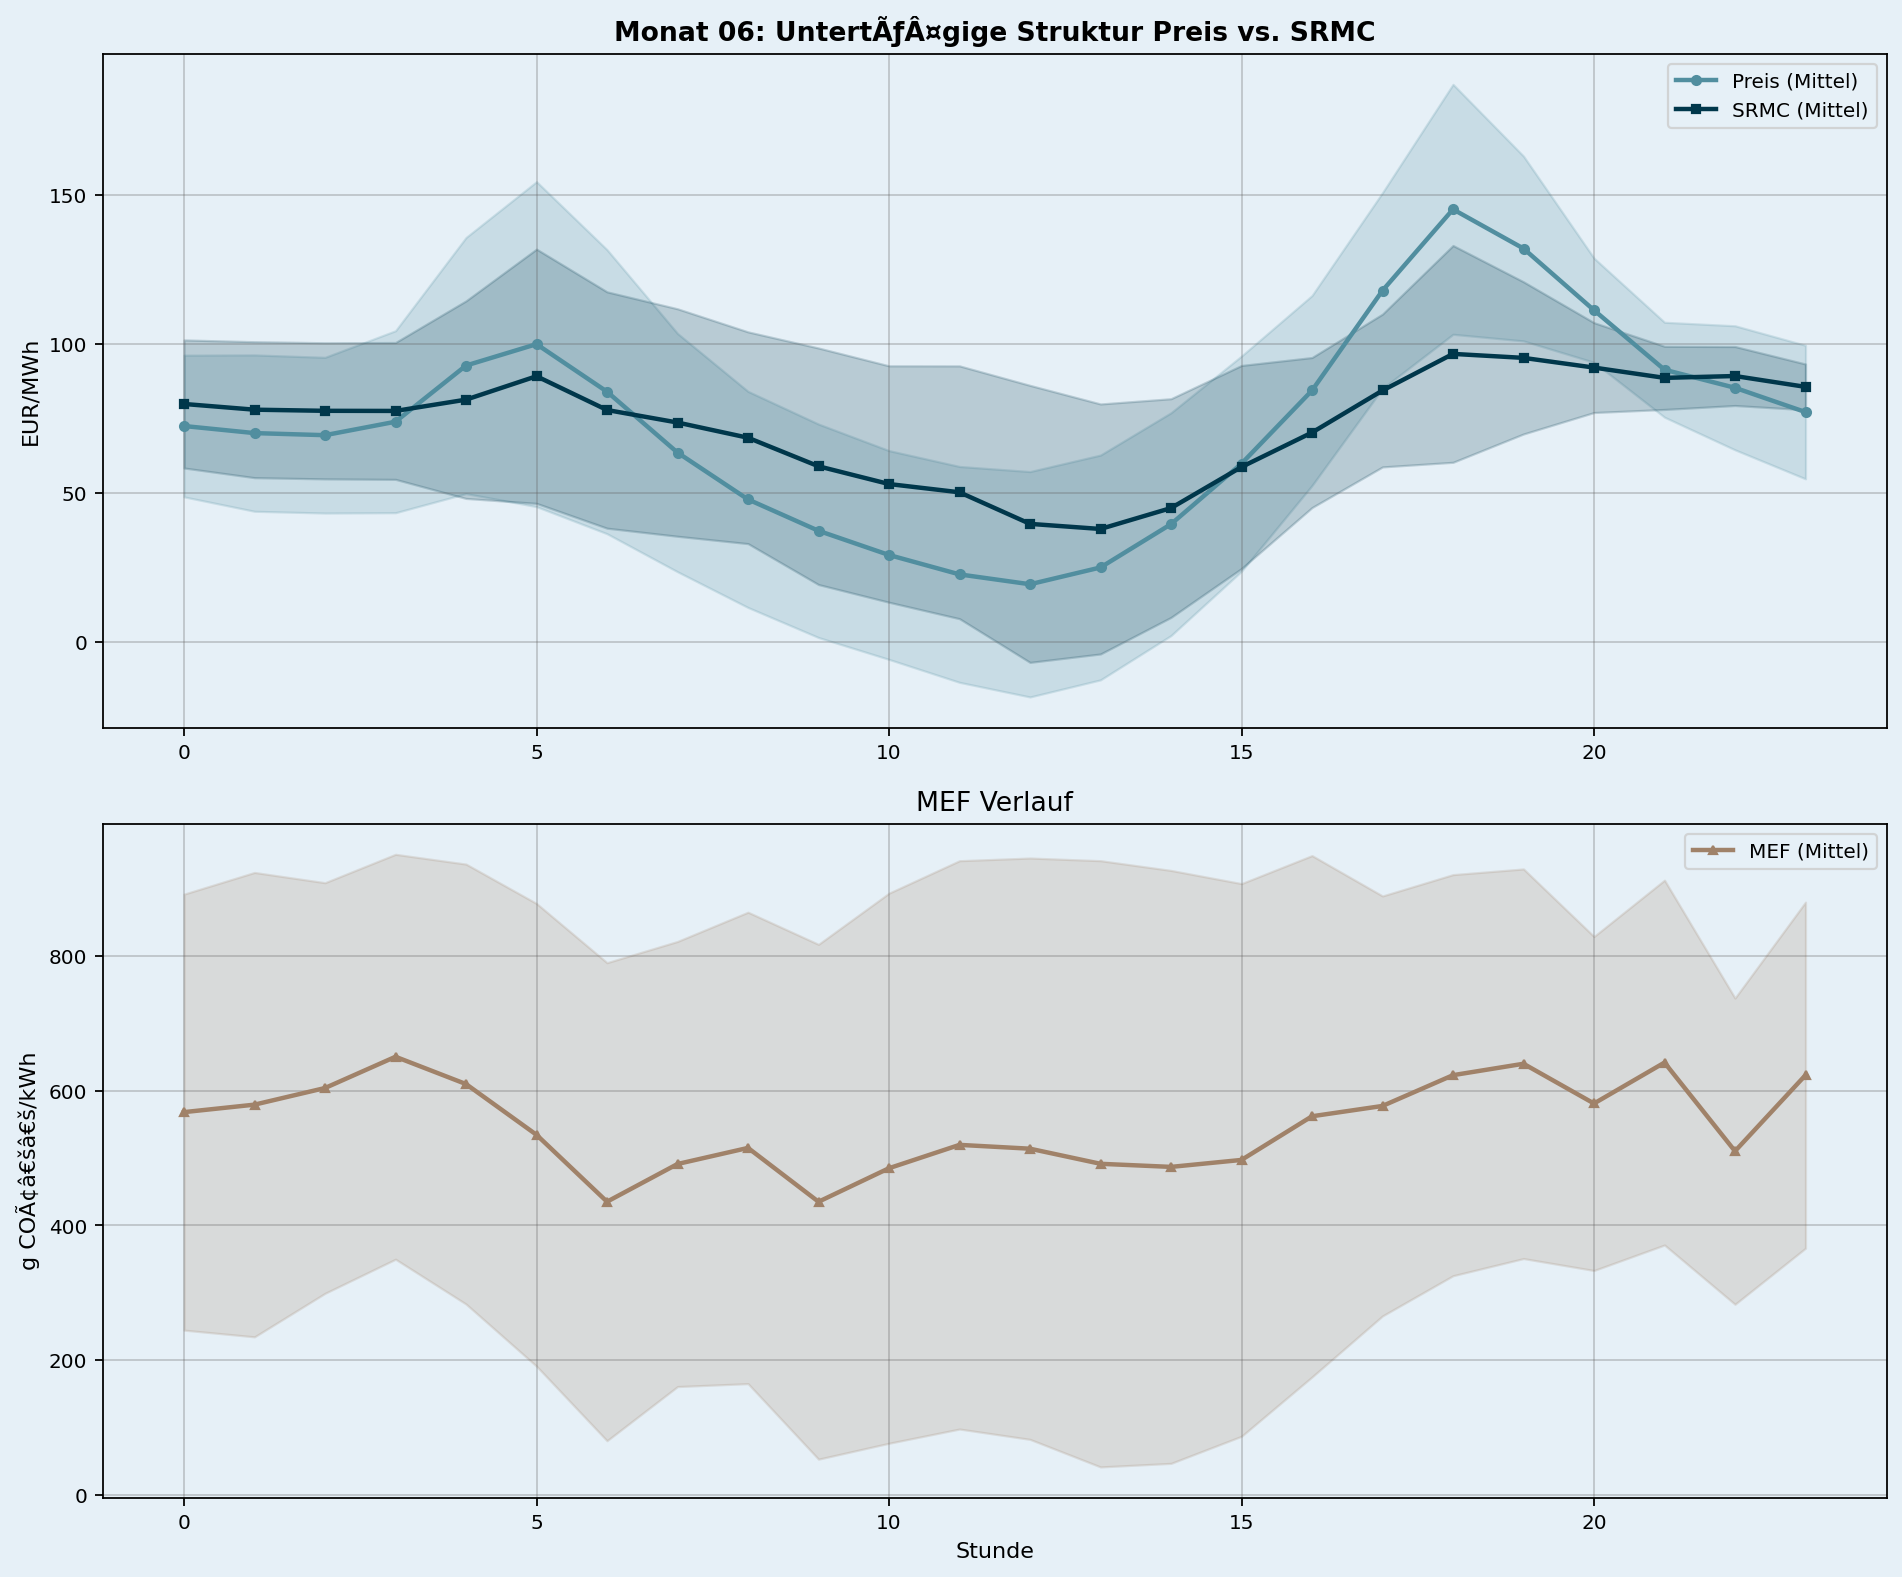 Monat 06: UntertÃƒÂ¤gige Struktur Preis vs. SRMC
EUR/MWh
150
100
50
0
Preis (Mittel)
SRMC (Mittel)
0 5 10 15 20
MEF Verlauf
g COÃ¢â€šâ€š/kWh
800
600
400
200
0
MEF (Mittel)
0 5 10 15 20
Stunde